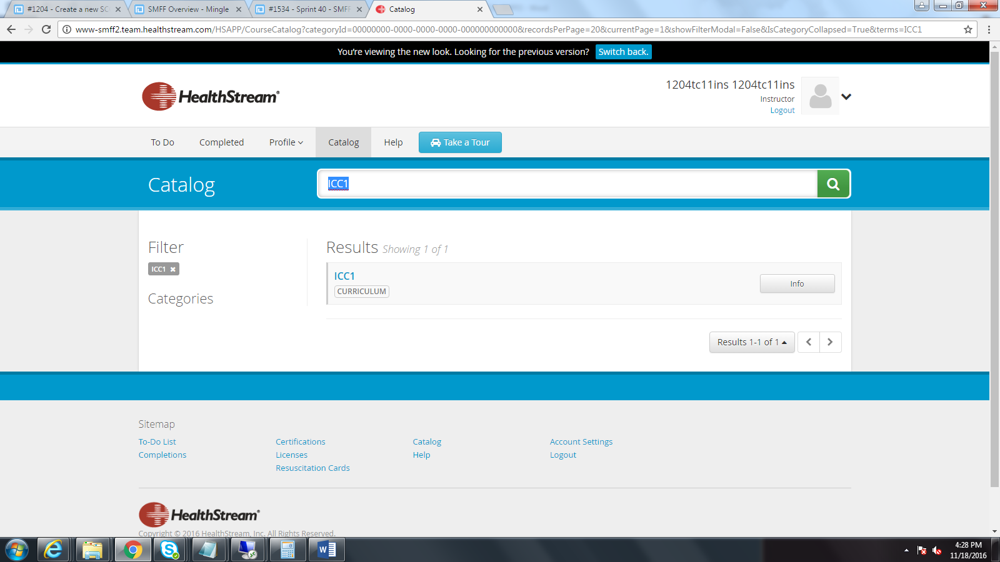 #1204 - Create a new SC
SMFF Overview - Mingle
#1534 - Sprint 40 - SMFF
Catalog
www-smff2.team.healthstream.com/HSAPP/CourseCatalog?categoryId=00000000-0000-0000-0000-000000000000&recordsPerPage=20&currentPage=1&showFilterModal=False&IsCategoryCollapsed=True&terms=ICC1
You're viewing the new look. Looking for the previous version? Switch back.
HealthStream®
1204tc11ins 1204tc11ins
Instructor
Logout
To Do
Completed
Profile
Catalog
Help
Take a Tour
Catalog
ICC1
Filter
ICC1
Categories
Results Showing 1 of 1
ICC1
CURRICULUM
Info
Results 1-1 of 1
Sitemap
To-Do List
Completions
Certifications
Licenses
Resuscitation Cards
Catalog
Help
Account Settings
Logout
HealthStream®
Copyright © 2016 HealthStream, Inc. All Rights Reserved.
4:28 PM
11/18/2016